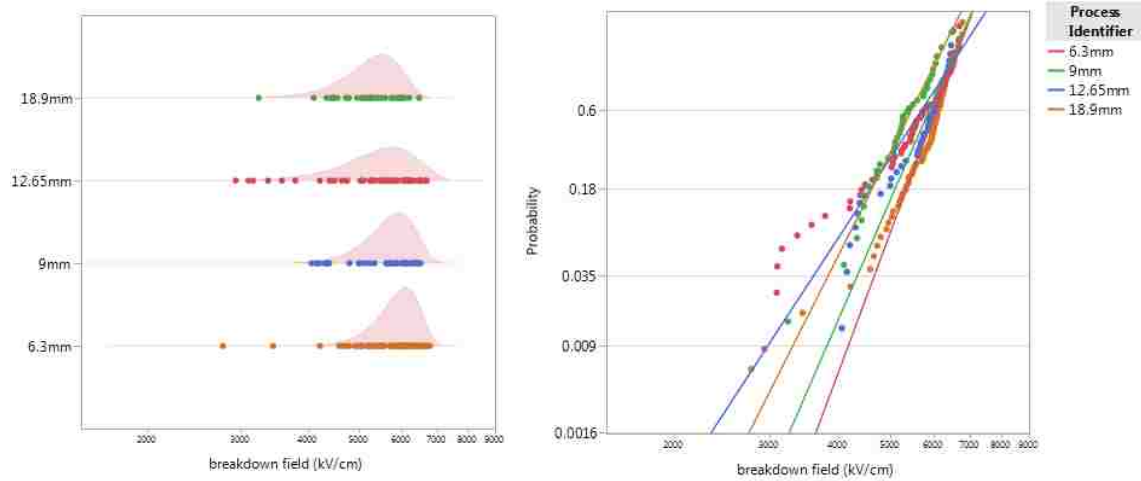 18.9mm
12.65mm
9mm
6.3mm
2000 3000 4000 5000 6000 7000 8000 9000
breakdown field (kV/cm)
Probability
0.6
0.18
0.035
0.009
0.0016
2000 3000 4000 5000 6000 7000 8000 9000
breakdown field (kV/cm)
Process
Identifier
6.3mm
9mm
12.65mm
18.9mm